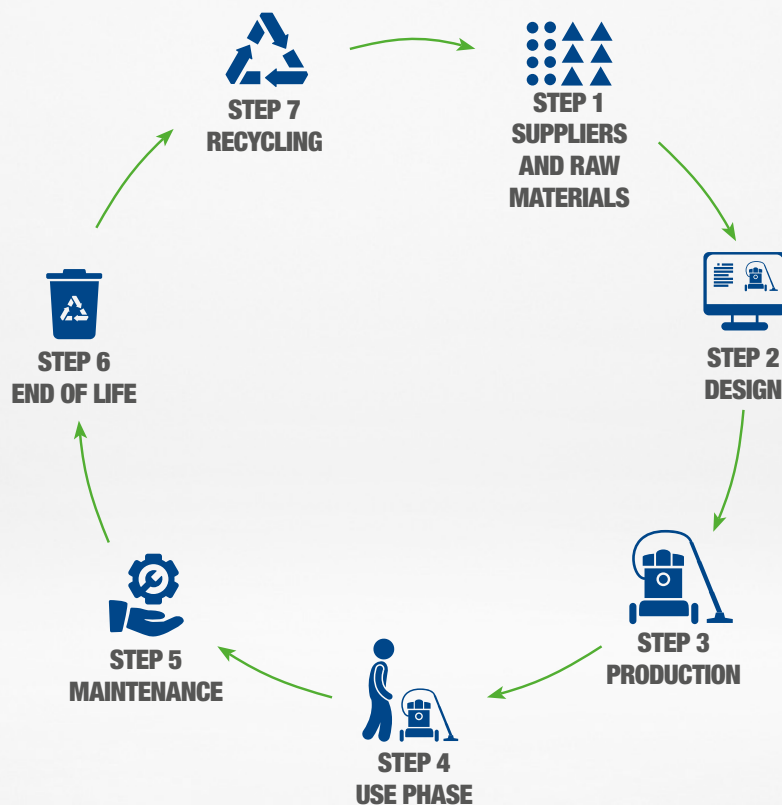 STEP 1
SUPPLIERS
AND RAW
MATERIALS
STEP 2
DESIGN
STEP 3
PRODUCTION
STEP 4
USE PHASE
STEP 5
MAINTENANCE
STEP 6
END OF LIFE
STEP 7
RECYCLING